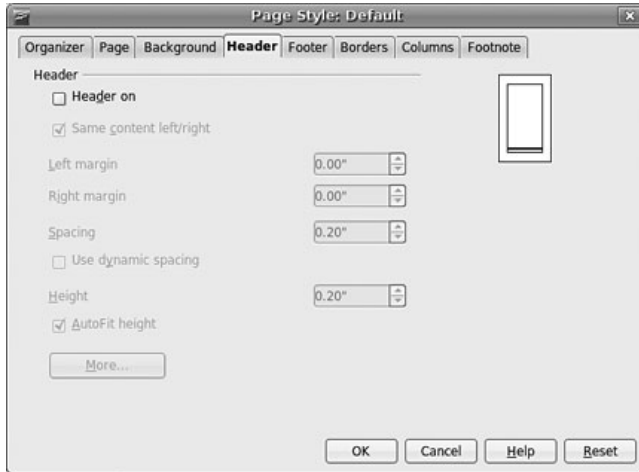 Page Style: Default
Organizer Page Background Header Footer Borders Columns Footnote
Header
Header on
Same content left/right
Left margin 0.00"
Right margin 0.00"
Spacing 0.20"
Use dynamic spacing
Height 0.20"
AutoFit height
More...
OK Cancel Help Reset